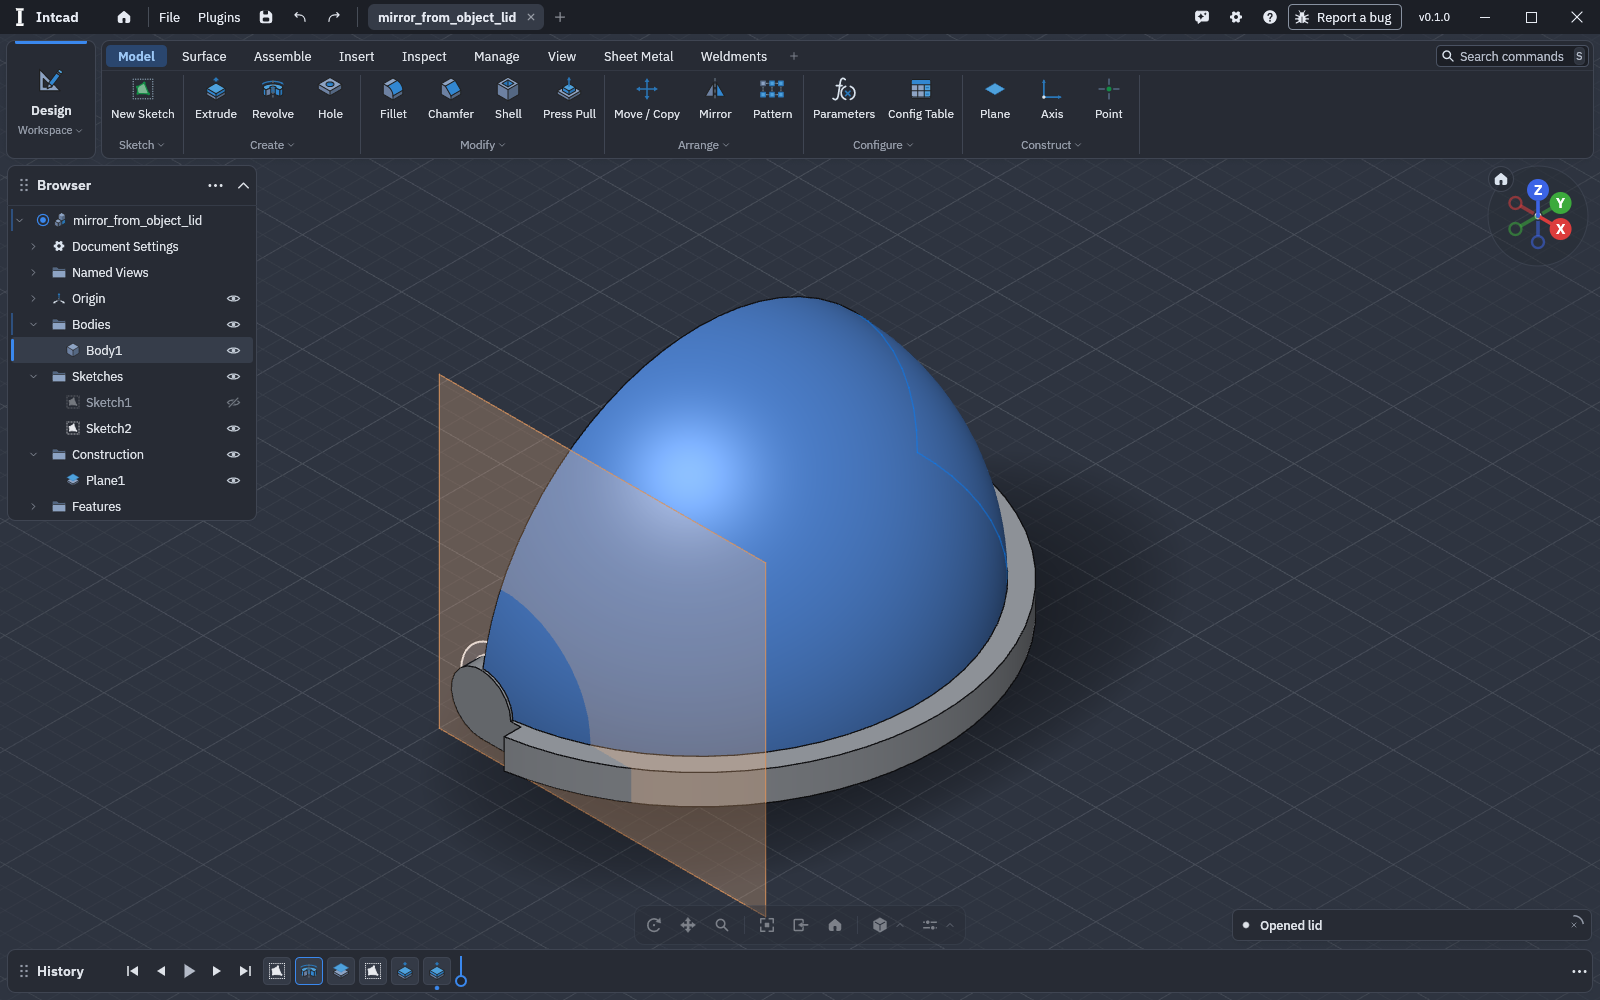 Intcad
File
Plugins
mirror_from_object_lid
Report a bug
v0.1.0
Design
Workspace
Model
Surface
Assemble
Insert
Inspect
Manage
View
Sheet Metal
Weldments
Search commands
S
New Sketch
Extrude
Revolve
Hole
Fillet
Chamfer
Shell
Press Pull
Move / Copy
Mirror
Pattern
Parameters
Config Table
Plane
Axis
Point
Sketch
Create
Modify
Arrange
Configure
Construct
Browser
mirror_from_object_lid
Document Settings
Named Views
Origin
Bodies
Body1
Sketches
Sketch1
Sketch2
Construction
Plane1
Features
Z
Y
X
Opened lid
History